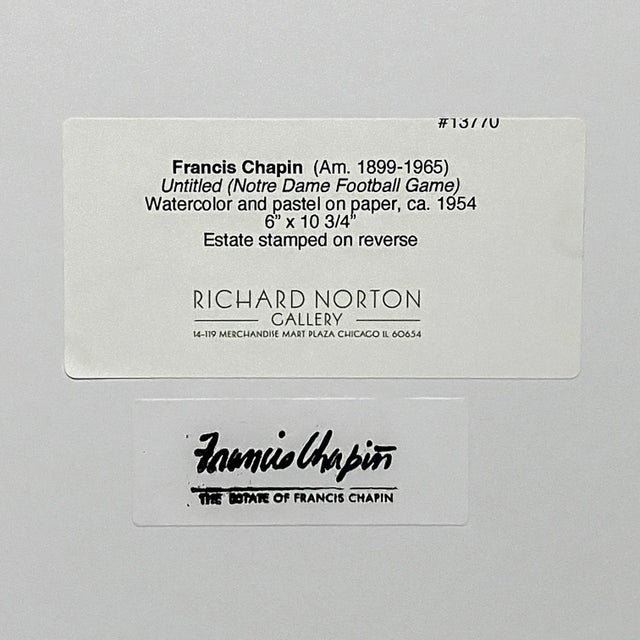 #13770
Francis Chapin (Am. 1899-1965)
Untitled (Notre Dame Football Game)
Watercolor and pastel on paper, ca. 1954
6" x 10 3/4"
Estate stamped on reverse
RICHARD NORTON
GALLERY
14-119 MERCHANDISE MART PLAZA CHICAGO IL 60654
Francis Chapin
THE ESTATE OF FRANCIS CHAPIN